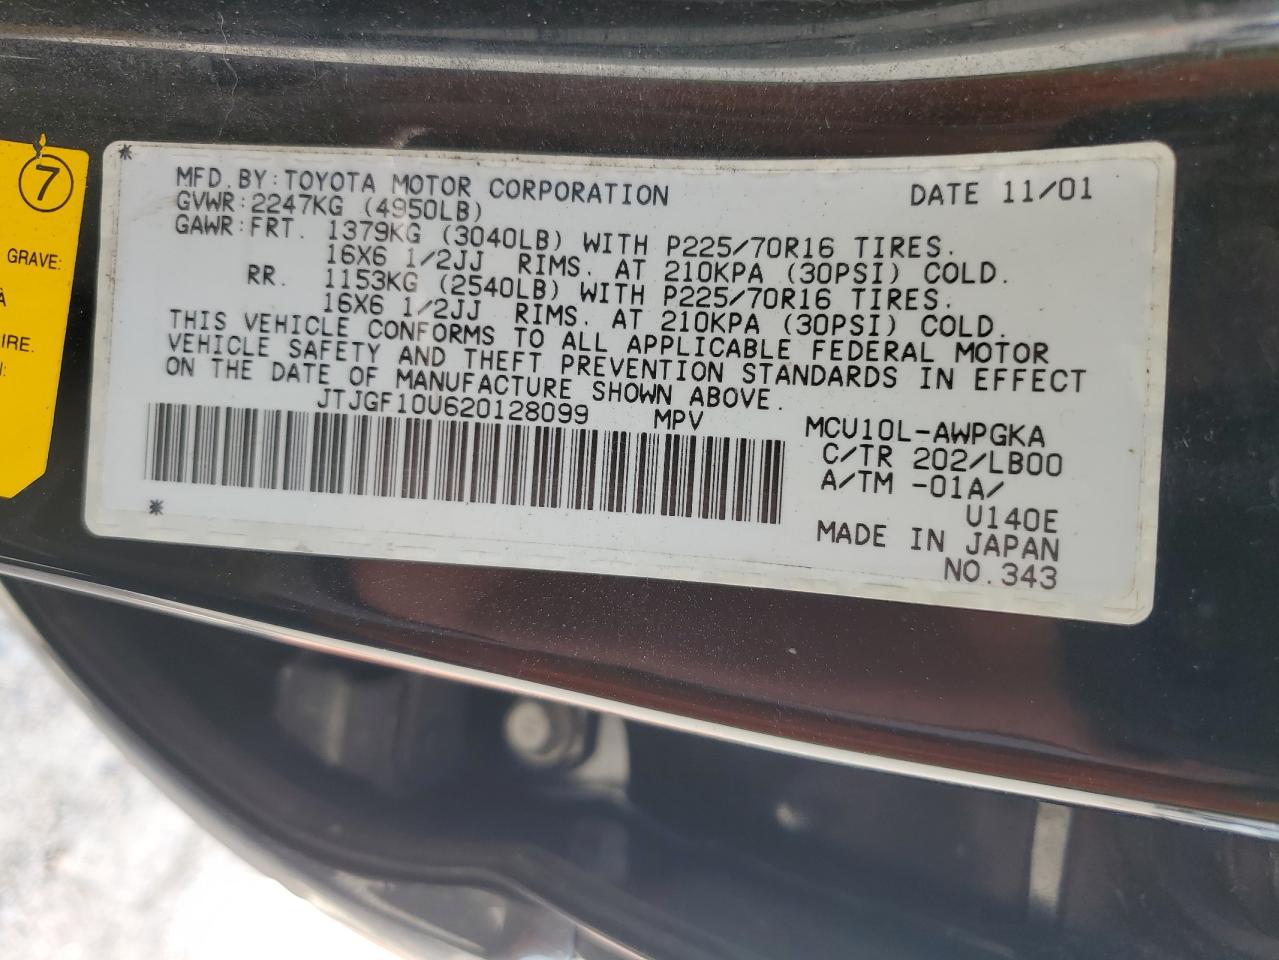 7
GRAVE:
À
IRE.
N:
MFD.BY:TOYOTA MOTOR CORPORATION DATE 11/01
GVWR:2247KG (4950LB)
GAWR:FRT. 1379KG (3040LB) WITH P225/70R16 TIRES.
16X6 1/2JJ RIMS. AT 210KPA (30PSI) COLD.
RR. 1153KG (2540LB) WITH P225/70R16 TIRES.
16X6 1/2JJ RIMS. AT 210KPA (30PSI) COLD.
THIS VEHICLE CONFORMS TO ALL APPLICABLE FEDERAL MOTOR
VEHICLE SAFETY AND THEFT PREVENTION STANDARDS IN EFFECT
ON THE DATE OF MANUFACTURE SHOWN ABOVE.
JTJGF10U620128099 MPV
MCU10L-AWPGKA
C/TR 202/LB00
A/TM -01A/
U140E
MADE IN JAPAN
NO.343